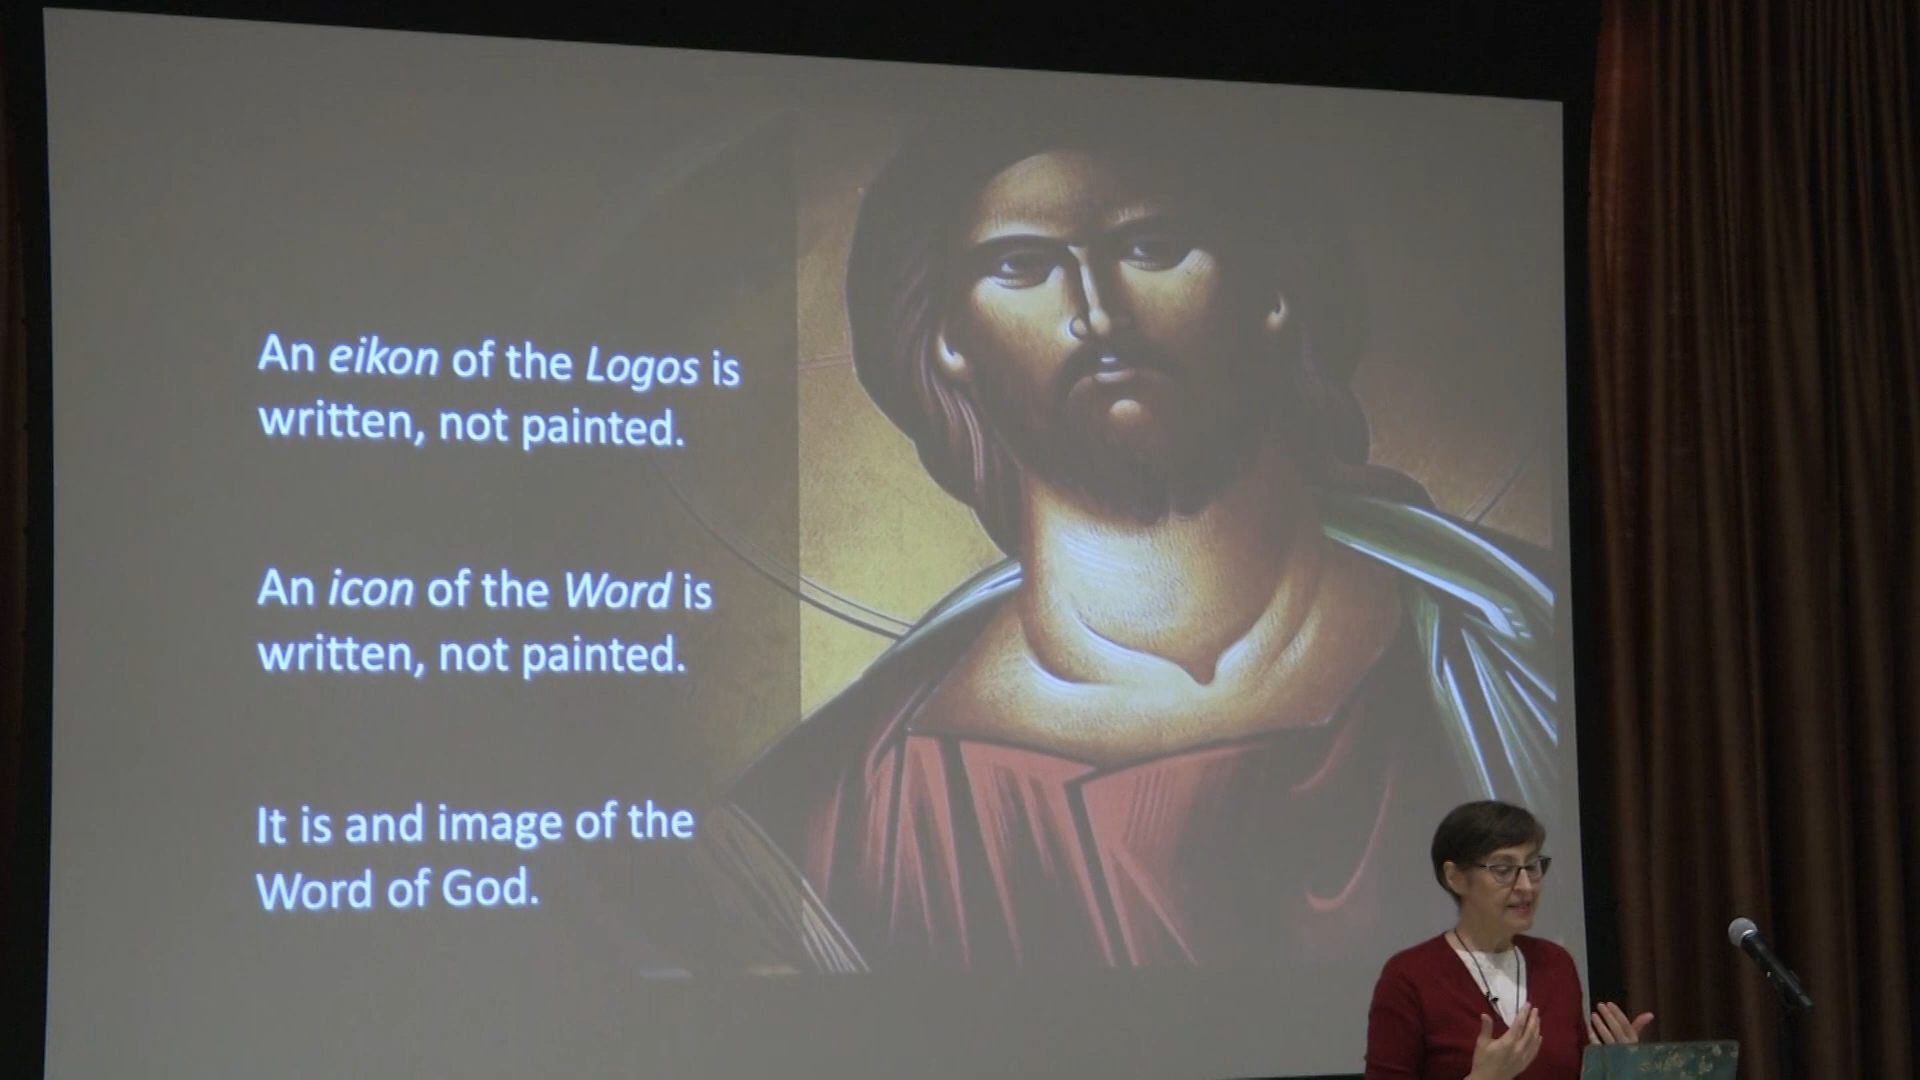 An eikon of the Logos is
written, not painted.
An icon of the Word is
written, not painted.
It is and image of the
Word of God.